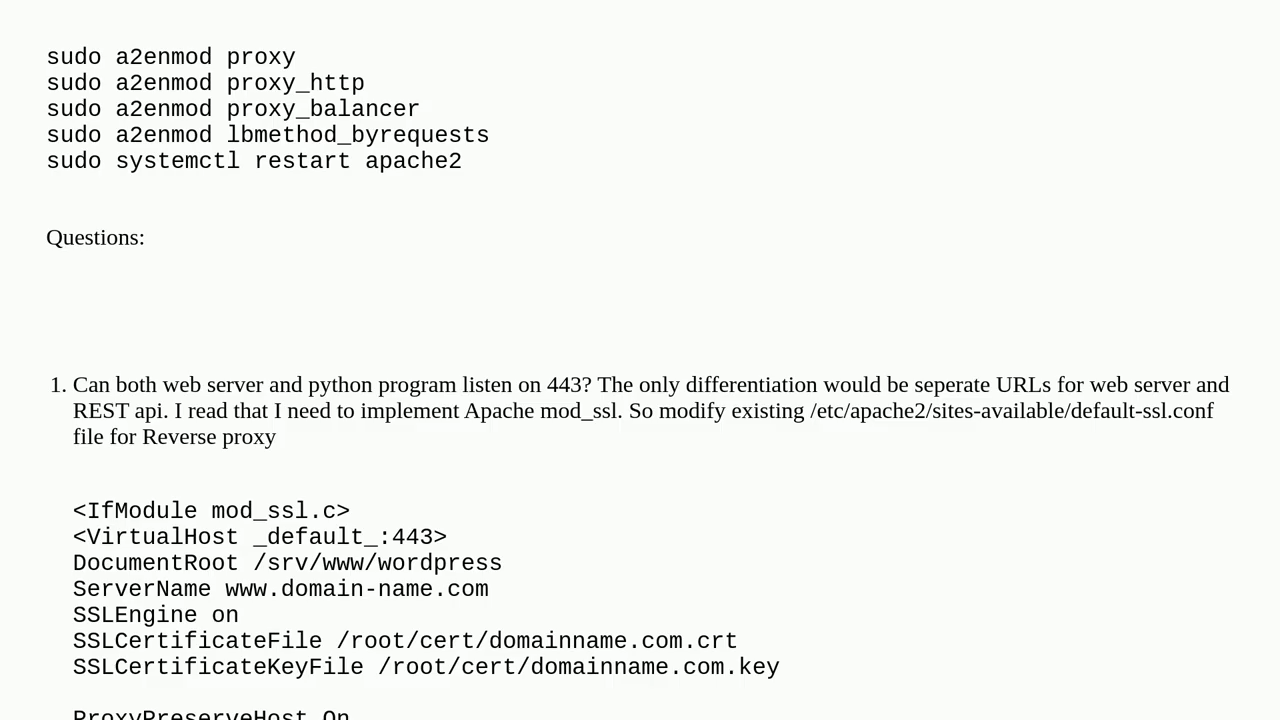 sudo a2enmod proxy
sudo a2enmod proxy_http
sudo a2enmod proxy_balancer
sudo a2enmod lbmethod_byrequests
sudo systemctl restart apache2
Questions:
1. Can both web server and python program listen on 443? The only differentiation would be seperate URLs for web server and
REST api. I read that I need to implement Apache mod_ssl. So modify existing /etc/apache2/sites-available/default-ssl.conf
file for Reverse proxy
<IfModule mod_ssl.c>
<VirtualHost _default_:443>
DocumentRoot /srv/www/wordpress
ServerName www.domain-name.com
SSLEngine on
SSLCertificateFile /root/cert/domainname.com.crt
SSLCertificateKeyFile /root/cert/domainname.com.key
ProxyPreserveHost On